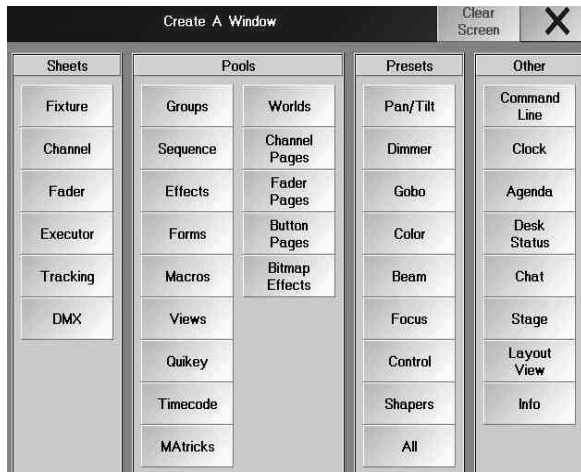 Create A Window
Clear
Screen
Sheets
Fixture
Channel
Fader
Executor
Tracking
DMX
Pools
Groups
Sequence
Effects
Forms
Macros
Views
Quikey
Timecode
MAtricks
Worlds
Channel
Pages
Fader
Pages
Button
Pages
Bitmap
Effects
Presets
Pan/Tilt
Dimmer
Gobo
Color
Beam
Focus
Control
Shapers
All
Other
Command
Line
Clock
Agenda
Desk
Status
Chat
Stage
Layout
View
Info